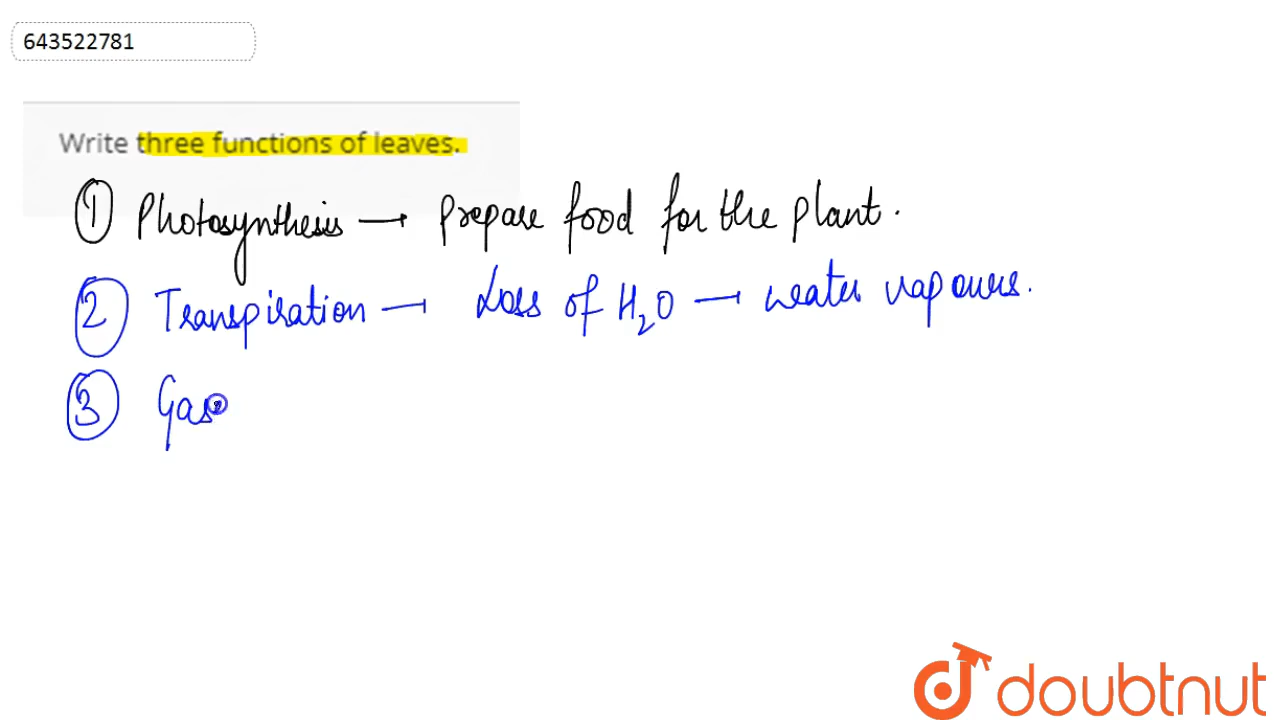 643522781
Write three functions of leaves.
① Photosynthesis → Prepare food for the plant.
② Transpiration → Loss of H₂O → water vapours.
③ Gas
doubtnut